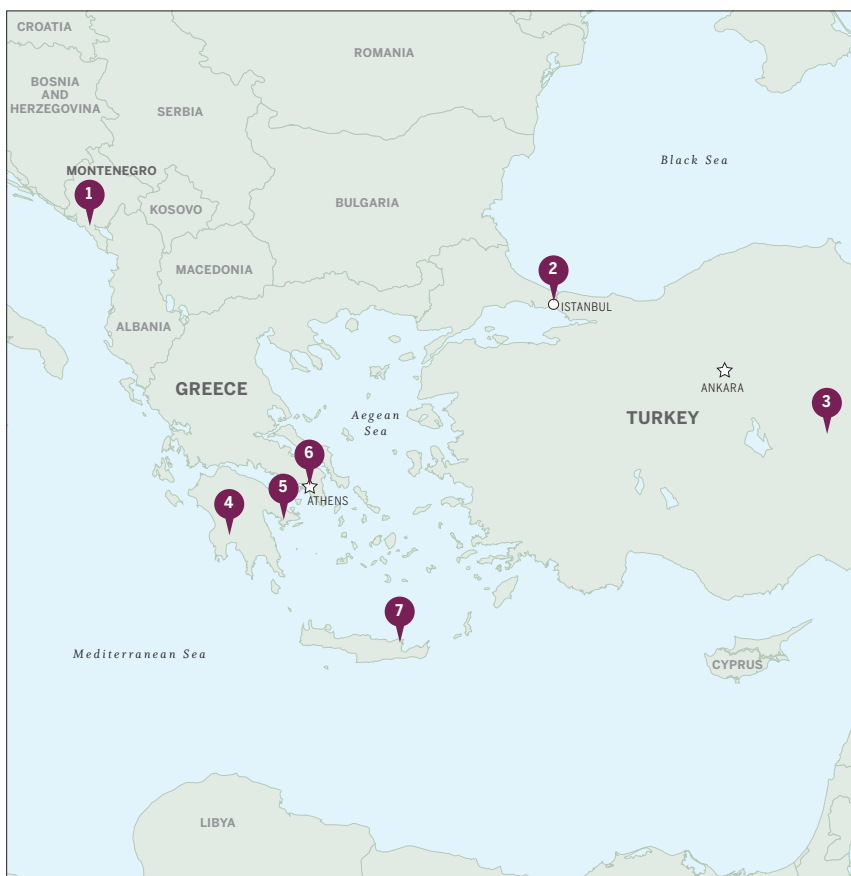 CROATIA
ROMANIA
BOSNIA
AND
HERZEGOVINA
SERBIA
Black Sea
MONTENEGRO
1
KOSOVO
BULGARIA
MACEDONIA
2
ISTANBUL
ALBANIA
ANKARA
GREECE
3
Aegean
Sea
TURKEY
6
5
ATHENS
4
7
Mediterranean Sea
CYPRUS
LIBYA